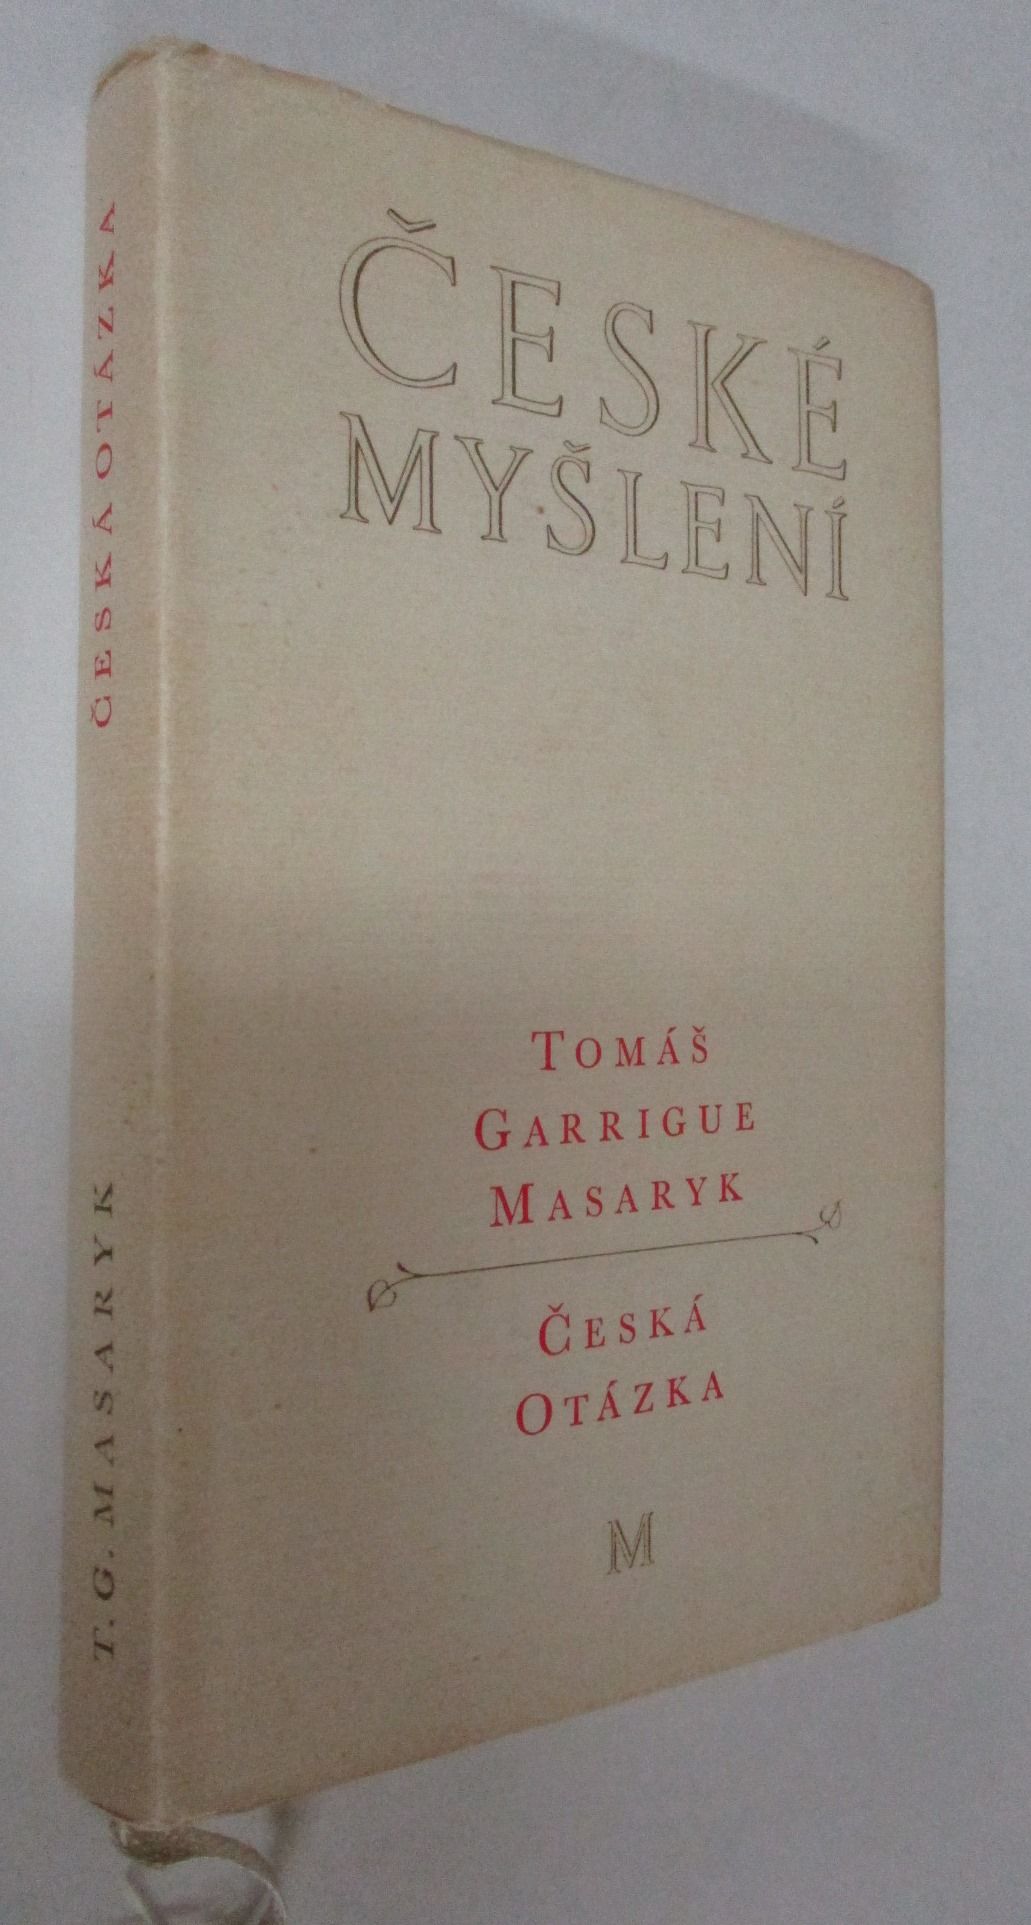 ČESKÉ
MYŠLENÍ
TOMÁŠ
GARRIGUE
MASARYK
ČESKÁ
OTÁZKA
M
T. G. MASARYK
ČESKÁ OTÁZKA